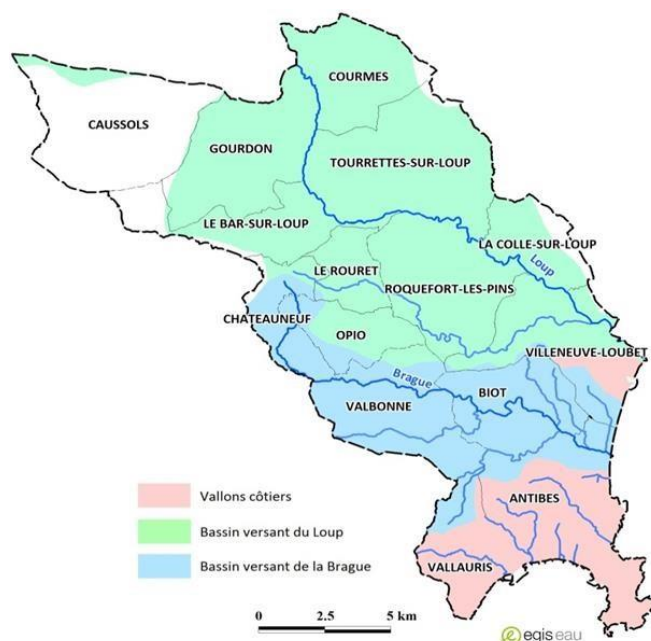 COURMES
CAUSSOLS
GOURDON
TOURRETTES-SUR-LOUP
LE BAR-SUR-LOUP
LA COLLE-SUR-LOUP
Loup
LE ROURET
ROQUEFORT-LES-PINS
CHATEAUNEUF
OPIO
VILLENEUVE-LOUBET
Brague
BIOT
VALBONNE
ANTIBES
VALLAURIS
Vallons côtiers
Bassin versant du Loup
Bassin versant de la Brague
0 2.5 5 km
egis eau